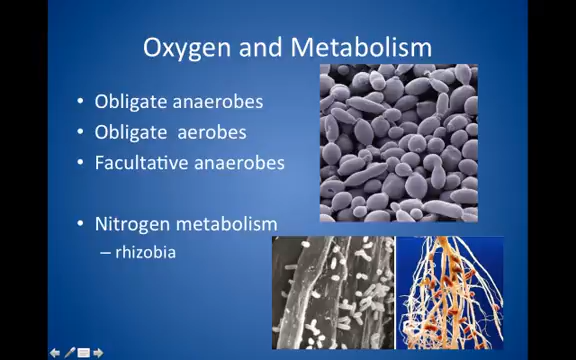 Oxygen and Metabolism
• Obligate anaerobes
• Obligate aerobes
• Facultative anaerobes
• Nitrogen metabolism
– rhizobia